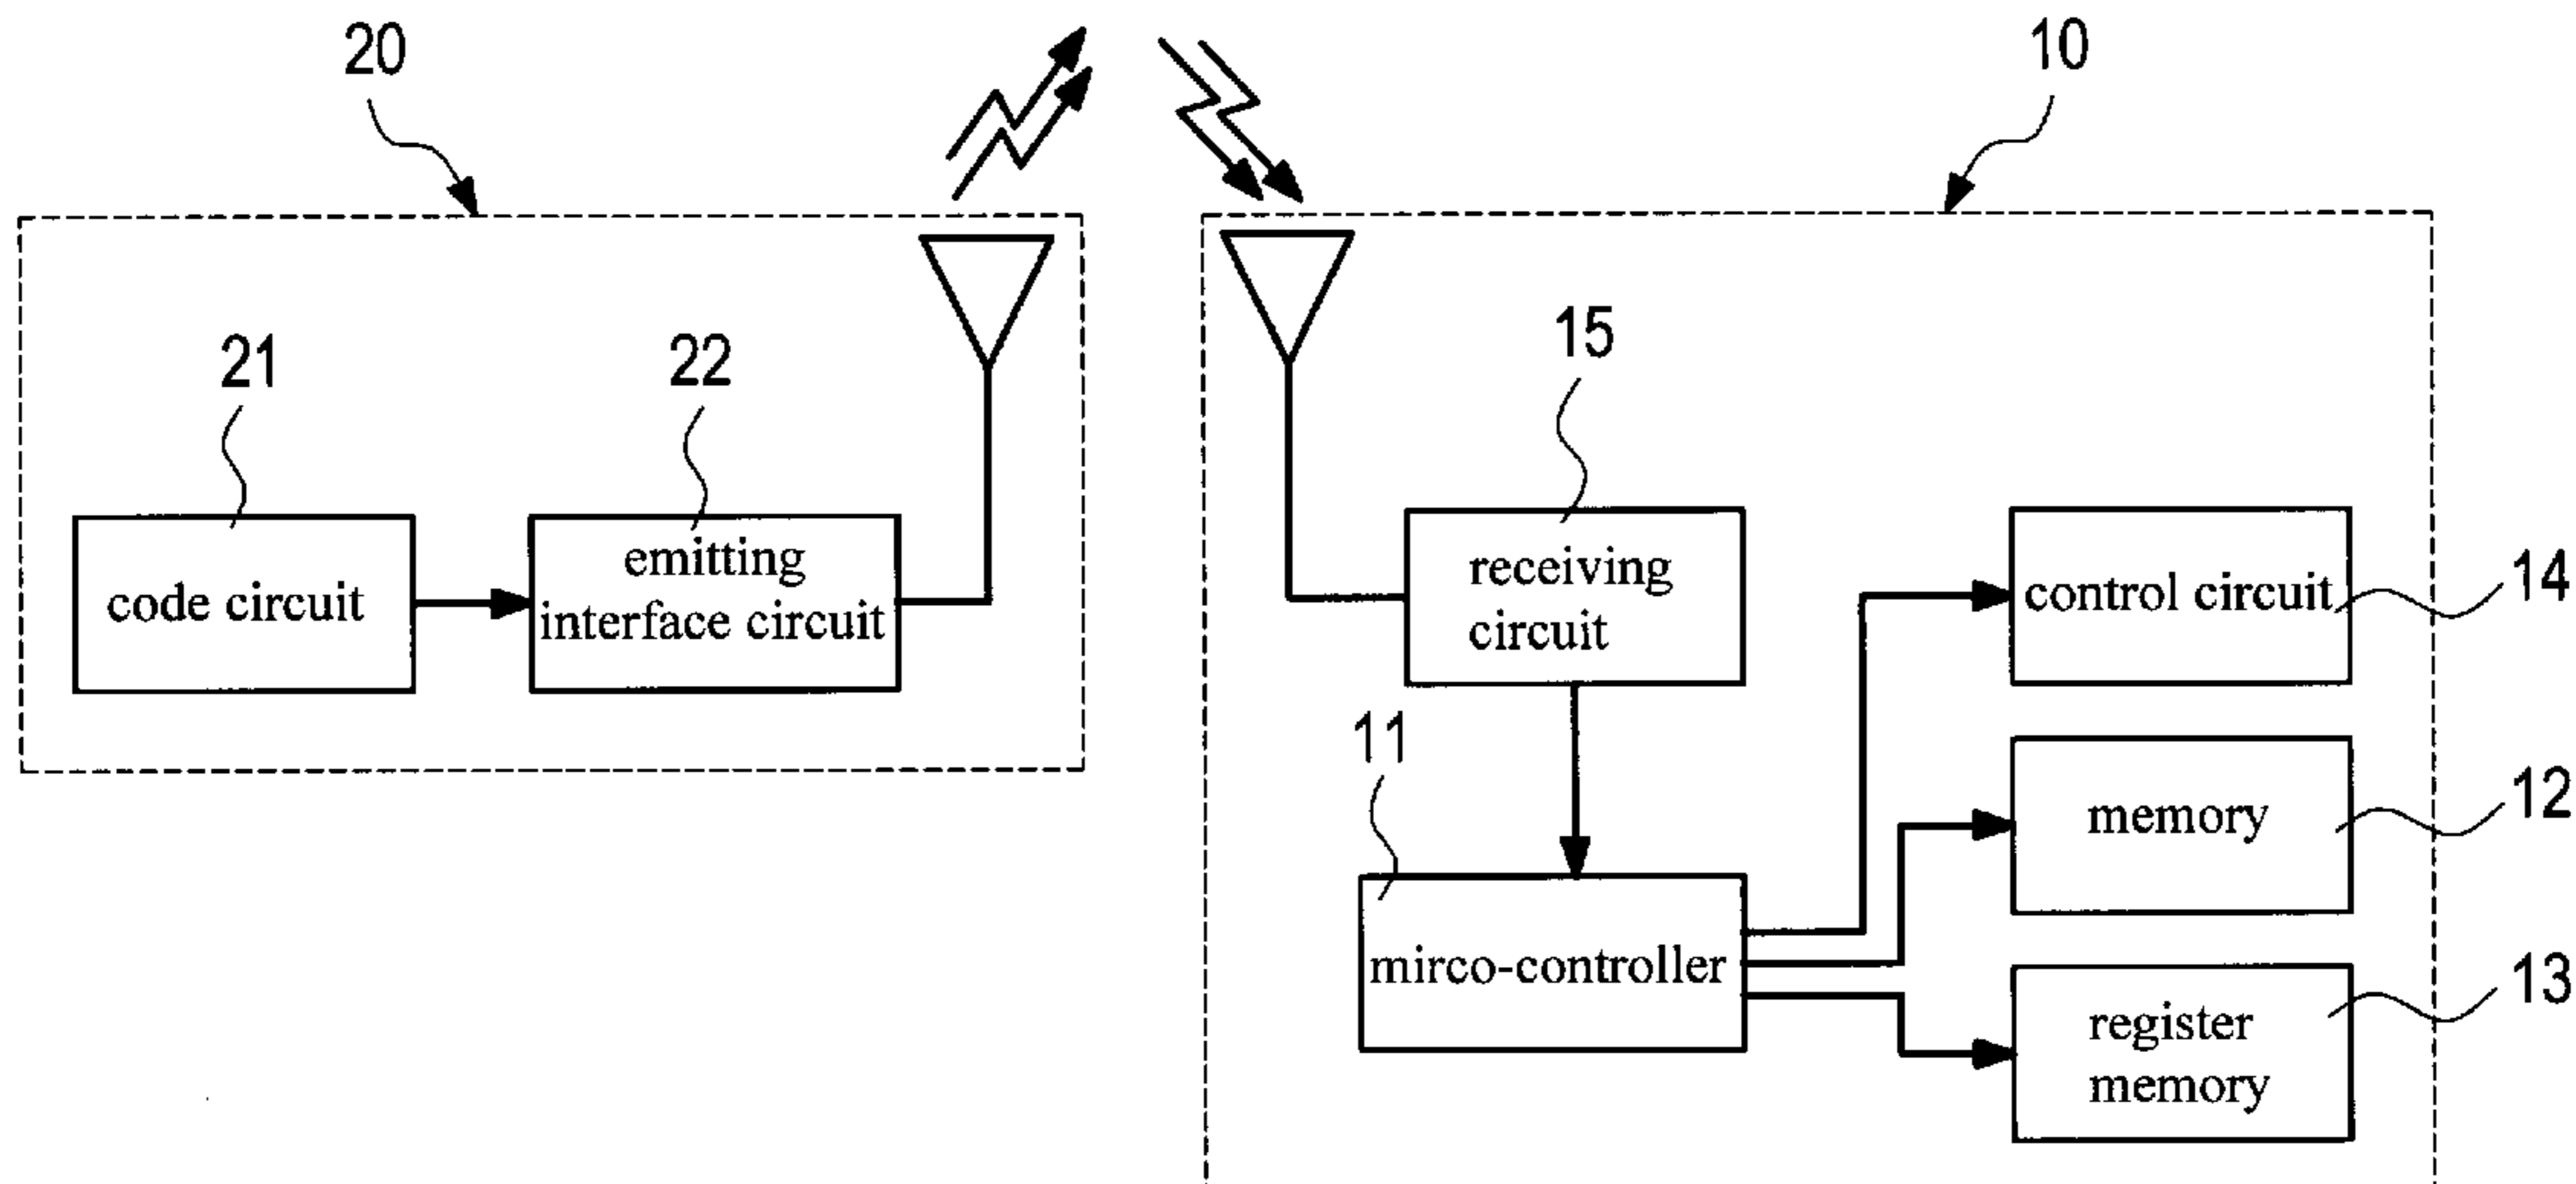 20
10
21
22
15
code circuit
emitting
interface circuit
receiving
circuit
control circuit
14
11
memory
12
mirco-controller
register
memory
13